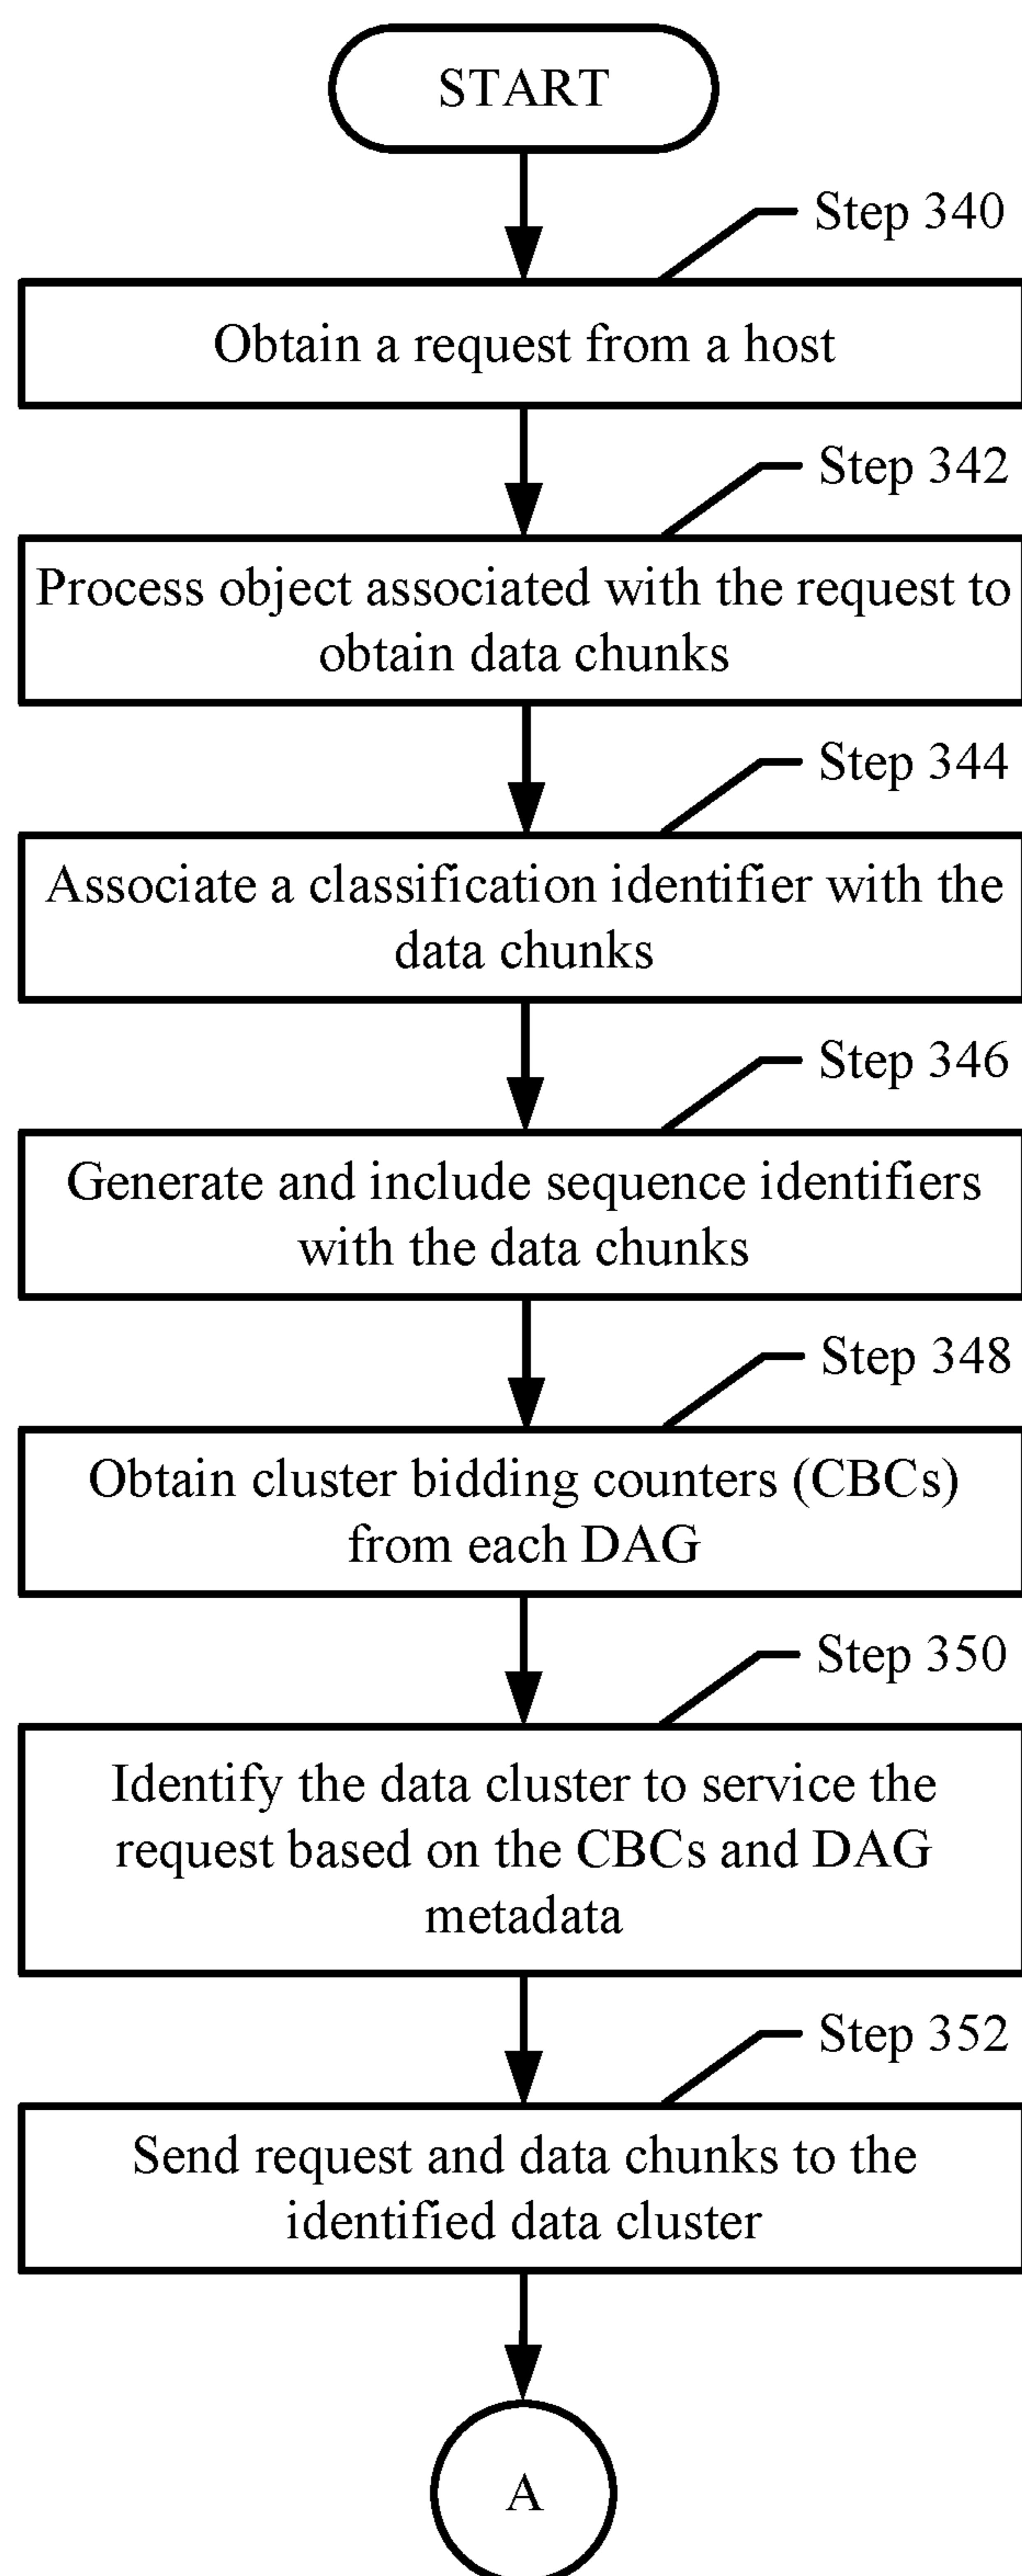 START
Step 340
Obtain a request from a host
Step 342
Process object associated with the request to
obtain data chunks
Step 344
Associate a classification identifier with the
data chunks
Step 346
Generate and include sequence identifiers
with the data chunks
Step 348
Obtain cluster bidding counters (CBCs)
from each DAG
Step 350
Identify the data cluster to service the
request based on the CBCs and DAG
metadata
Step 352
Send request and data chunks to the
identified data cluster
A